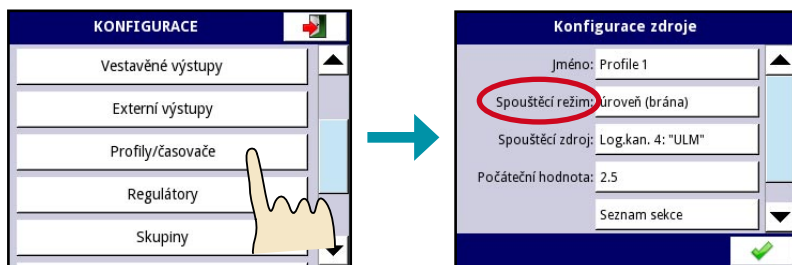 KONFIGURACE
Vestavěné výstupy
Externí výstupy
Profily/časovače
Regulátory
Skupiny
Konfigurace zdroje
Jméno: Profile 1
Spouštěcí režim: úroveň (brána)
Spouštěcí zdroj: Log.kan. 4: "ULM"
Počáteční hodnota: 2.5
Seznam sekce